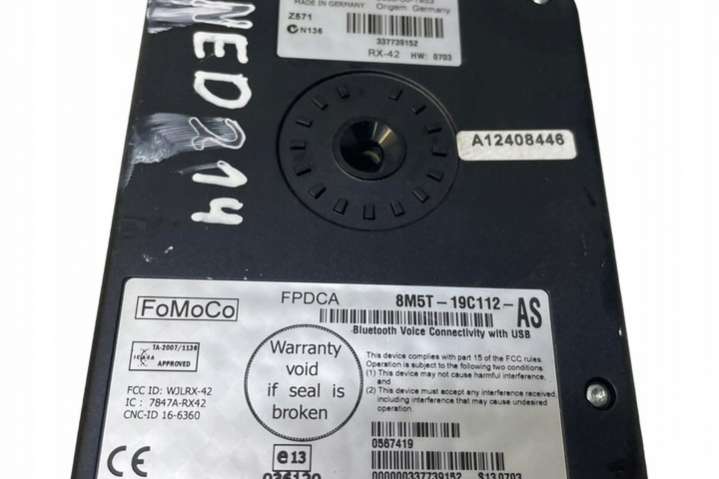 MADE IN GERMANY
Origem: Germany
Z571
N136
337739152
RX-42 HW: 0703
NED214
A12408446
FoMoCo
FPDCA
8M5T-19C112-AS
Bluetooth Voice Connectivity with USB
TA-2007/1136
ICASA
APPROVED
FCC ID: WJLRX-42
IC : 7847A-RX42
CNC-ID 16-6360
Warranty
void
if seal is
broken
This device complies with part 15 of the FCC rules.
Operation is subject to the following two conditions
(1) This device may not cause harmful interference,
and
(2) This device must accept any interference received,
including interference that may cause undesired
operation.
CE
e13
0567419
000000337739152 S13.0703